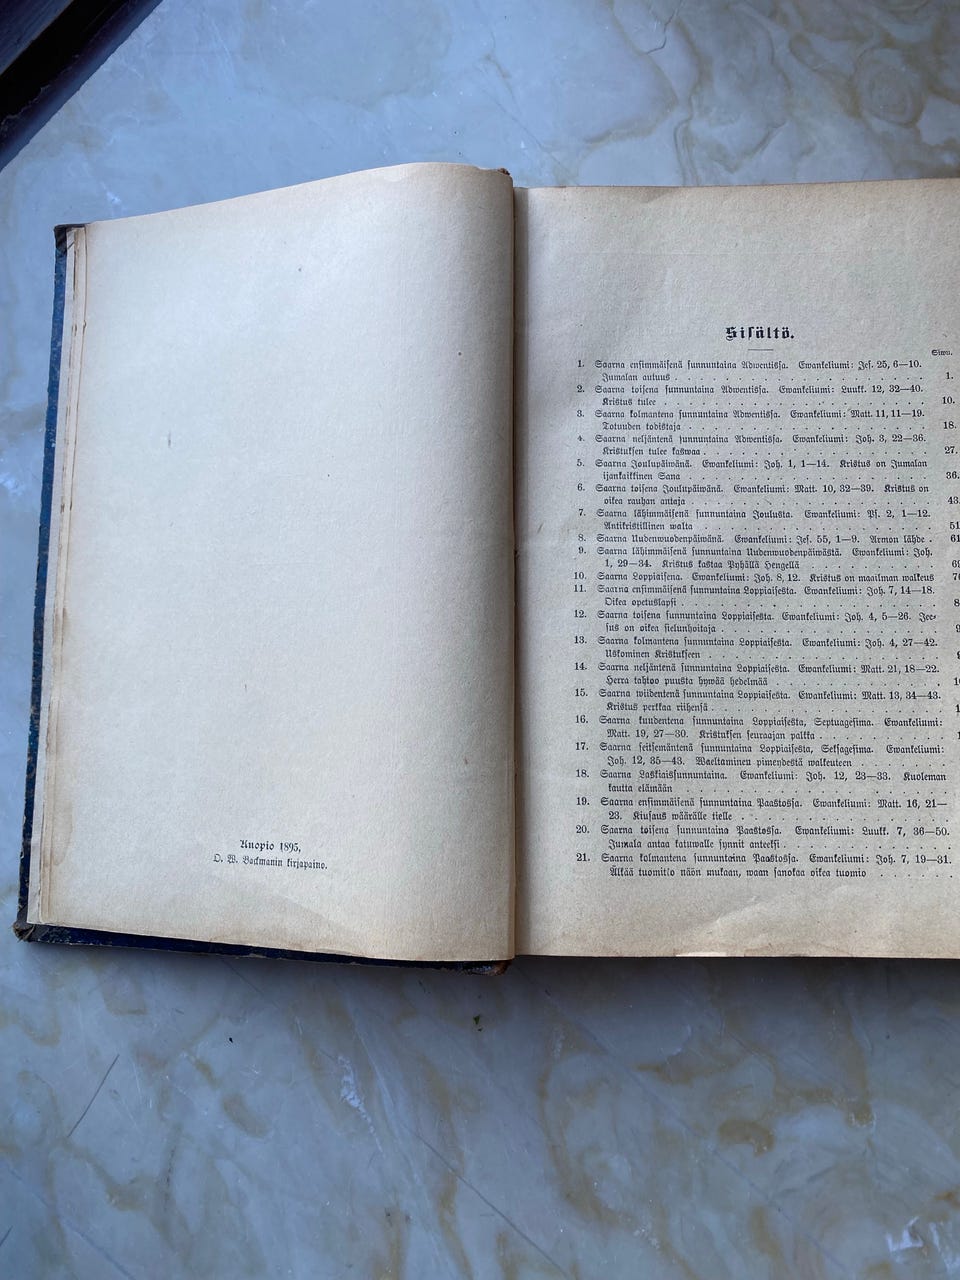 Kuopio 1895,
O. W. Backmanin kirjapaino.
Sisältö.
Siwu.
1. Saarna ensimmäisenä sunnuntaina Adwentissa. Ewankeliumi: Jes. 25, 6—10.
Jumalan autuus . . . . . . . . . . . . . . . . . 1.
2. Saarna toisena sunnuntaina Adwentissa. Ewankeliumi: Luukk. 12, 32—40.
Kristus tulee . . . . . . . . . . . . . . . . . 10.
3. Saarna kolmantena sunnuntaina Adwentissa. Ewankeliumi: Matt. 11, 11—19.
Totuuden todistaja . . . . . . . . . . . . . . . 18.
4. Saarna neljäntenä sunnuntaina Adwentissa. Ewankeliumi: Joh. 3, 22—36.
Kristuksen tulee kaswaa . . . . . . . . . . . . . 27.
5. Saarna Joulupäiwänä. Ewankeliumi: Joh. 1, 1—14. Kristus on Jumalan
ijankaikkinen Sana . . . . . . . . . . . . . . . 36.
6. Saarna toisena Joulupäiwänä. Ewankeliumi: Matt. 10, 32—39. Kristus on
oikea rauhan antaja . . . . . . . . . . . . . . . 43.
7. Saarna lähimmäisenä sunnuntaina Joulusta. Ewankeliumi: Ps. 2, 1—12.
Antikristillinen walta . . . . . . . . . . . . . . 51
8. Saarna Uudenwuodenpäiwänä. Ewankeliumi: Jes. 55, 1—9. Armon lähde . 61
9. Saarna lähimmäisenä sunnuntaina Uudenwuodenpäiwästä. Ewankeliumi: Joh.
1, 29—34. Kristus kastaa Pyhällä Hengellä . . . . . . . . 69
10. Saarna Loppiaisena. Ewankeliumi: Joh. 8, 12. Kristus on maailman walkeus
11. Saarna ensimmäisenä sunnuntaina Loppiaisesta. Ewankeliumi: Joh. 7, 14—18.
Oikea opetuslapsi . . . . . . . . . . . . . . .
12. Saarna toisena sunnuntaina Loppiaisesta. Ewankeliumi: Joh. 4, 5—26. Jee-
sus on oikea sielunhoitaja . . . . . . . . . . . .
13. Saarna kolmantena sunnuntaina Loppiaisesta. Ewankeliumi: Joh. 4, 27—42.
Uskominen Kristukseen . . . . . . . . . . . . .
14. Saarna neljäntenä sunnuntaina Loppiaisesta. Ewankeliumi: Matt. 21, 18—22.
Herra tahtoo puusta hywää hedelmää . . . . . . . . .
15. Saarna wiidentenä sunnuntaina Loppiaisesta. Ewankeliumi: Matt. 13, 34—43.
Kristus perkkaa riihensä . . . . . . . . . . . . .
16. Saarna kuudentena sunnuntaina Loppiaisesta, Septuagesima. Ewankeliumi:
Matt. 19, 27—30. Kristuksen seuraajan palkka . . . . . . .
17. Saarna seitsemäntenä sunnuntaina Loppiaisesta, Seksagesima. Ewankeliumi:
Joh. 12, 35—43. Waeltaminen pimeydestä walkeuteen . . . .
18. Saarna Laskiaissunnuntaina. Ewankeliumi: Joh. 12, 23—33. Kuoleman
kautta elämään . . . . . . . . . . . . . . .
19. Saarna ensimmäisenä sunnuntaina Paastossa. Ewankeliumi: Matt. 16, 21—
23. Kiusaus wäärälle tielle . . . . . . . . . . .
20. Saarna toisena sunnuntaina Paastossa. Ewankeliumi: Luukk. 7, 36—50.
Jumala antaa katuwalle synnit anteeksi . . . . . . . .
21. Saarna kolmantena sunnuntaina Paastossa. Ewankeliumi: Joh. 7, 19—31.
Älkää tuomitko näön mukaan, waan sanokaa oikea tuomio . . . . .